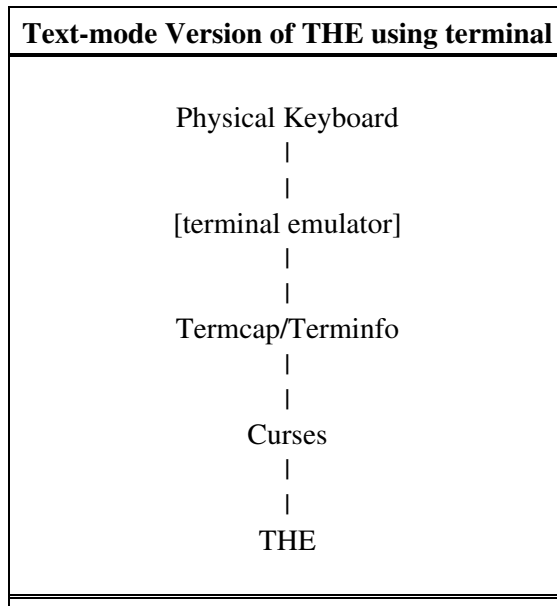 Text-mode Version of THE using terminal
Physical Keyboard
|
|
[terminal emulator]
|
|
Termcap/Terminfo
|
|
Curses
|
|
THE